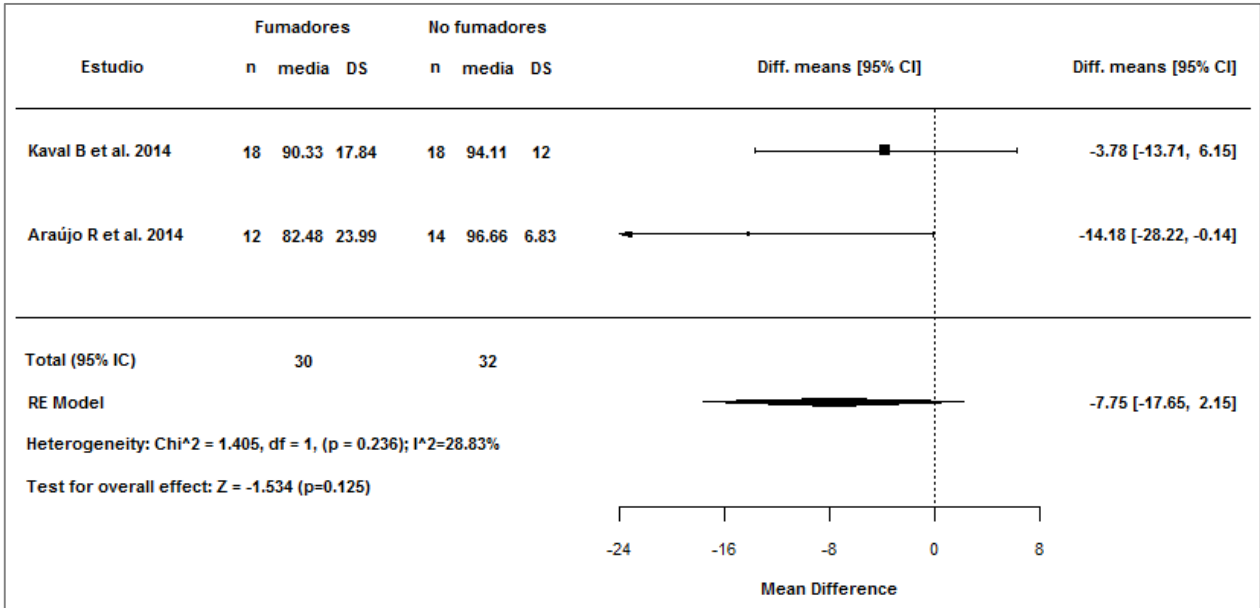 Fumadores No fumadores
Estudio n media DS n media DS Diff. means [95% CI] Diff. means [95% CI]
Kaval B et al. 2014 18 90.33 17.84 18 94.11 12 -3.78 [-13.71, 6.15]
Araújo R et al. 2014 12 82.48 23.99 14 96.66 6.83 -14.18 [-28.22, -0.14]
Total (95% IC) 30 32
RE Model -7.75 [-17.65, 2.15]
Heterogeneity: Chi^2 = 1.405, df = 1, (p = 0.236); I^2=28.83%
Test for overall effect: Z = -1.534 (p=0.125)
-24 -16 -8 0 8
Mean Difference